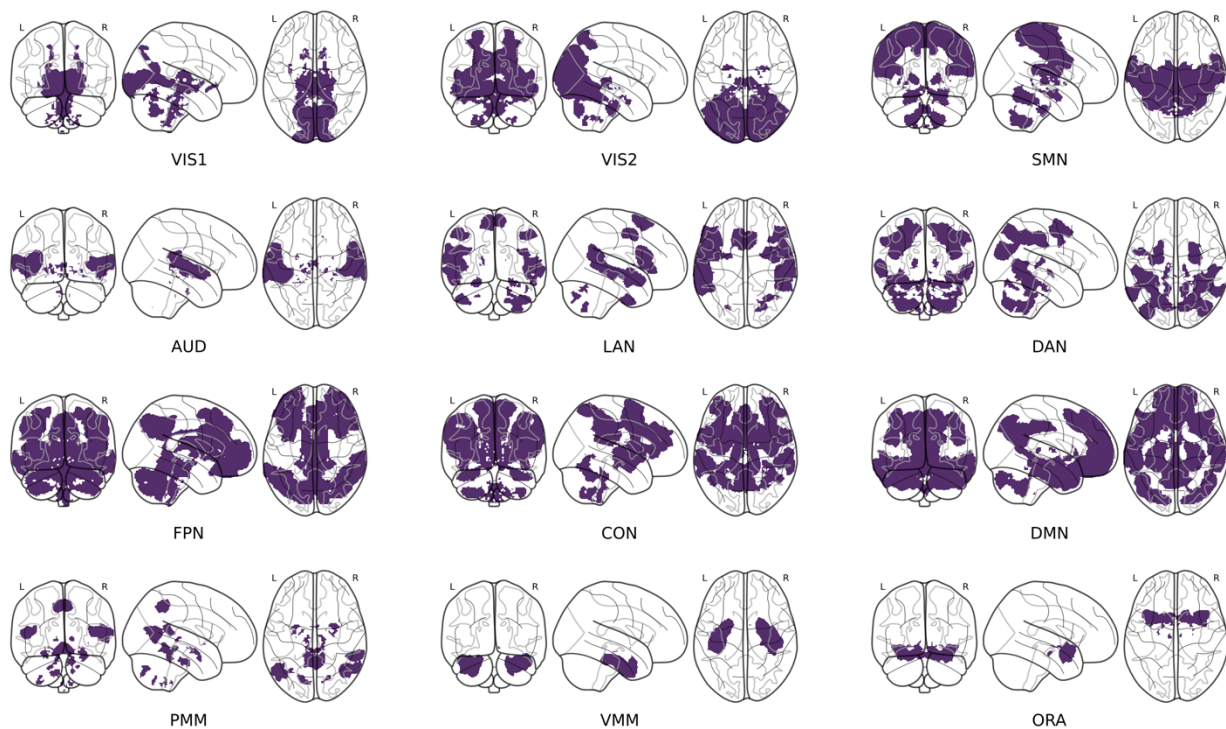 L R L R L R
VIS1 VIS2 SMN
L R L R L R
AUD LAN DAN
L R L R L R
FPN CON DMN
L R L R L R
PMM VMM ORA